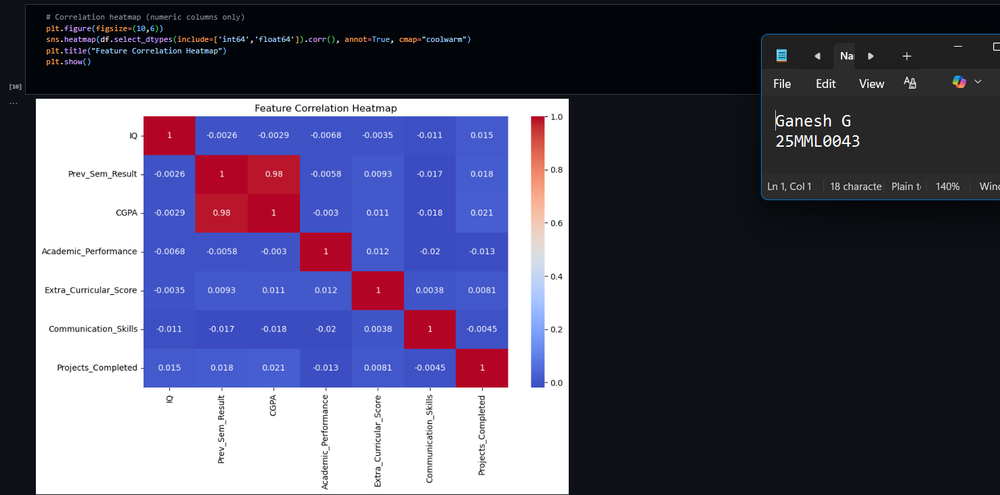 # Correlation heatmap (numeric columns only)
plt.figure(figsize=(10,6))
sns.heatmap(df.select_dtypes(include=['int64','float64']).corr(), annot=True, cmap="coolwarm")
plt.title("Feature Correlation Heatmap")
plt.show()
[10]
...
Feature Correlation Heatmap
IQ 1 -0.0026 -0.0029 -0.0068 -0.0035 -0.011 0.015
Prev_Sem_Result -0.0026 1 0.98 -0.0058 0.0093 -0.017 0.018
CGPA -0.0029 0.98 1 -0.003 0.011 -0.018 0.021
Academic_Performance -0.0068 -0.0058 -0.003 1 0.012 -0.02 -0.013
Extra_Curricular_Score -0.0035 0.0093 0.011 0.012 1 0.0038 0.0081
Communication_Skills -0.011 -0.017 -0.018 -0.02 0.0038 1 -0.0045
Projects_Completed 0.015 0.018 0.021 -0.013 0.0081 -0.0045 1
IQ
Prev_Sem_Result
CGPA
Academic_Performance
Extra_Curricular_Score
Communication_Skills
Projects_Completed
1.0
0.8
0.6
0.4
0.2
0.0
Na
File Edit View
Ganesh G
25MML0043
Ln 1, Col 1 18 characte Plain t 140% Winc